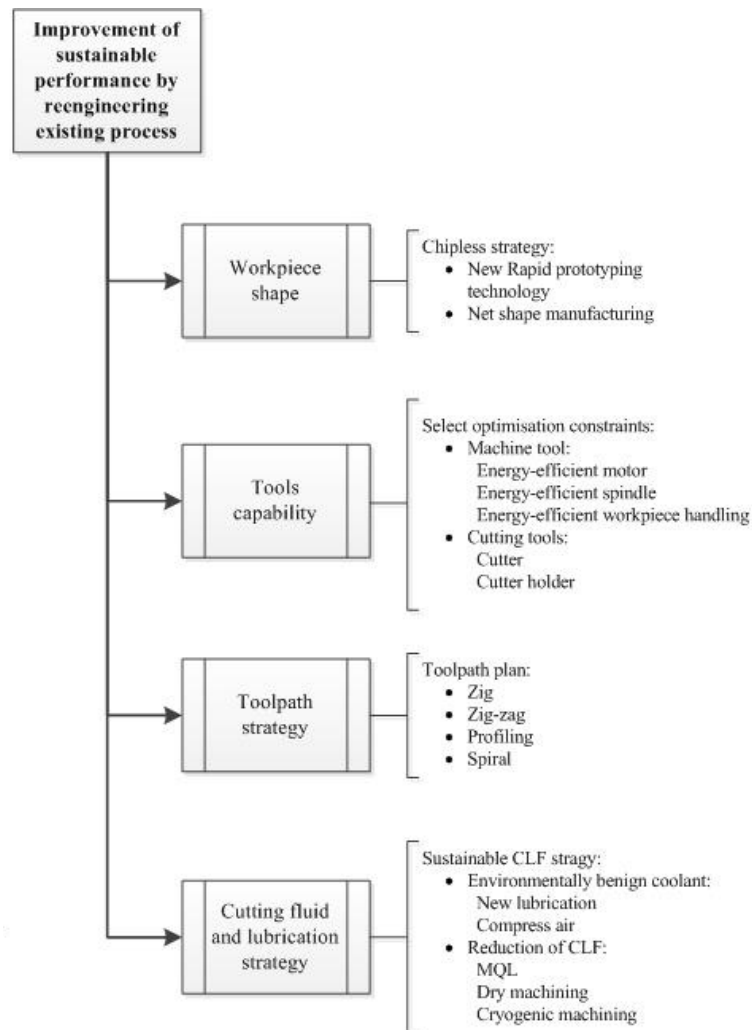 Improvement of
sustainable
performance by
reengineering
existing process
Workpiece
shape
Chipless strategy:
• New Rapid prototyping
technology
• Net shape manufacturing
Tools
capability
Select optimisation constraints:
• Machine tool:
Energy-efficient motor
Energy-efficient spindle
Energy-efficient workpiece handling
• Cutting tools:
Cutter
Cutter holder
Toolpath
strategy
Toolpath plan:
• Zig
• Zig-zag
• Profiling
• Spiral
Cutting fluid
and lubrication
strategy
Sustainable CLF stragy:
• Environmentally benign coolant:
New lubrication
Compress air
• Reduction of CLF:
MQL
Dry machining
Cryogenic machining